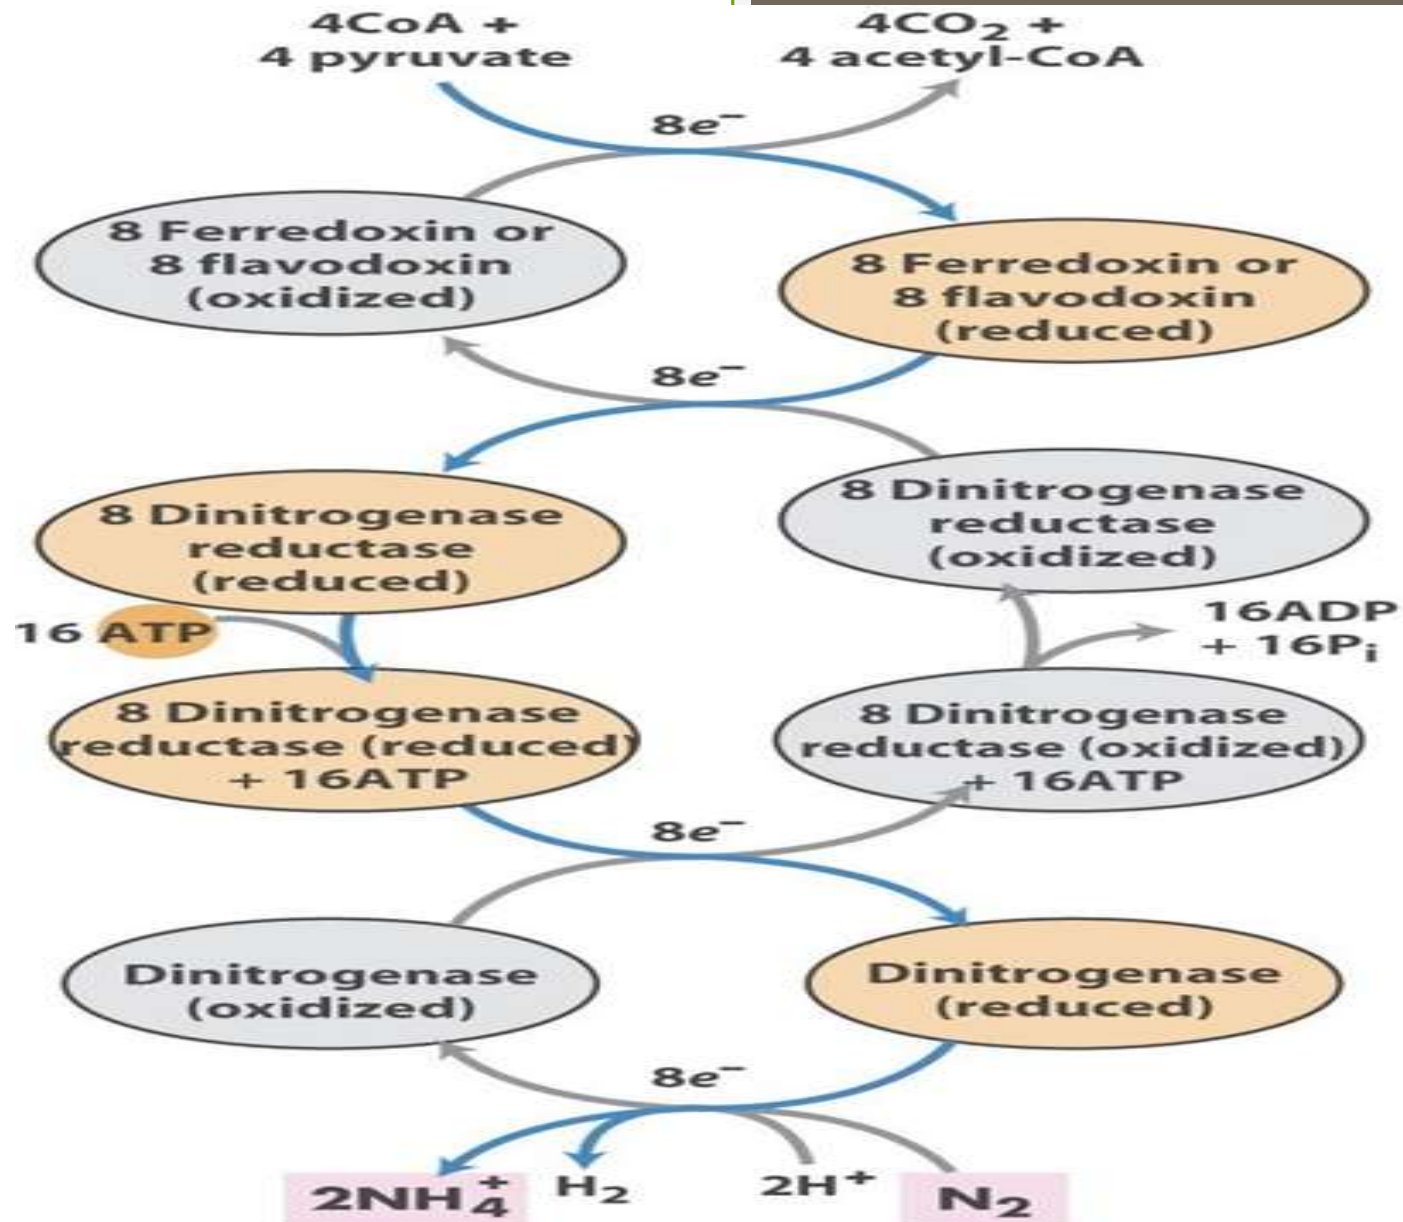 4CoA +
4 pyruvate
4CO₂ +
4 acetyl-CoA
8e⁻
8 Ferredoxin or
8 flavodoxin
(oxidized)
8 Ferredoxin or
8 flavodoxin
(reduced)
8e⁻
8 Dinitrogenase
reductase
(reduced)
8 Dinitrogenase
reductase
(oxidized)
16 ATP
16ADP
+ 16Pᵢ
8 Dinitrogenase
reductase (reduced)
+ 16ATP
8 Dinitrogenase
reductase (oxidized)
+ 16ATP
8e⁻
Dinitrogenase
(oxidized)
Dinitrogenase
(reduced)
8e⁻
2NH₄⁺ H₂ 2H⁺ N₂